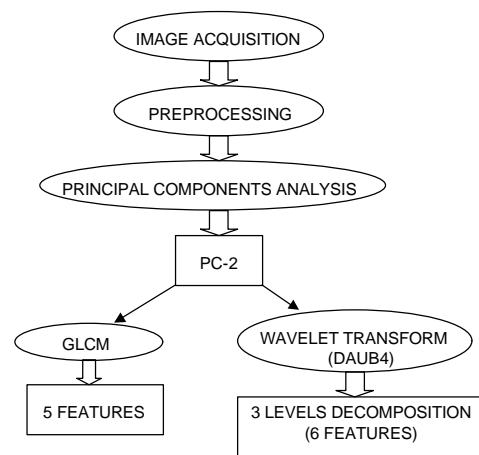 IMAGE ACQUISITION
PREPROCESSING
PRINCIPAL COMPONENTS ANALYSIS
PC-2
GLCM
WAVELET TRANSFORM
(DAUB4)
5 FEATURES
3 LEVELS DECOMPOSITION
(6 FEATURES)